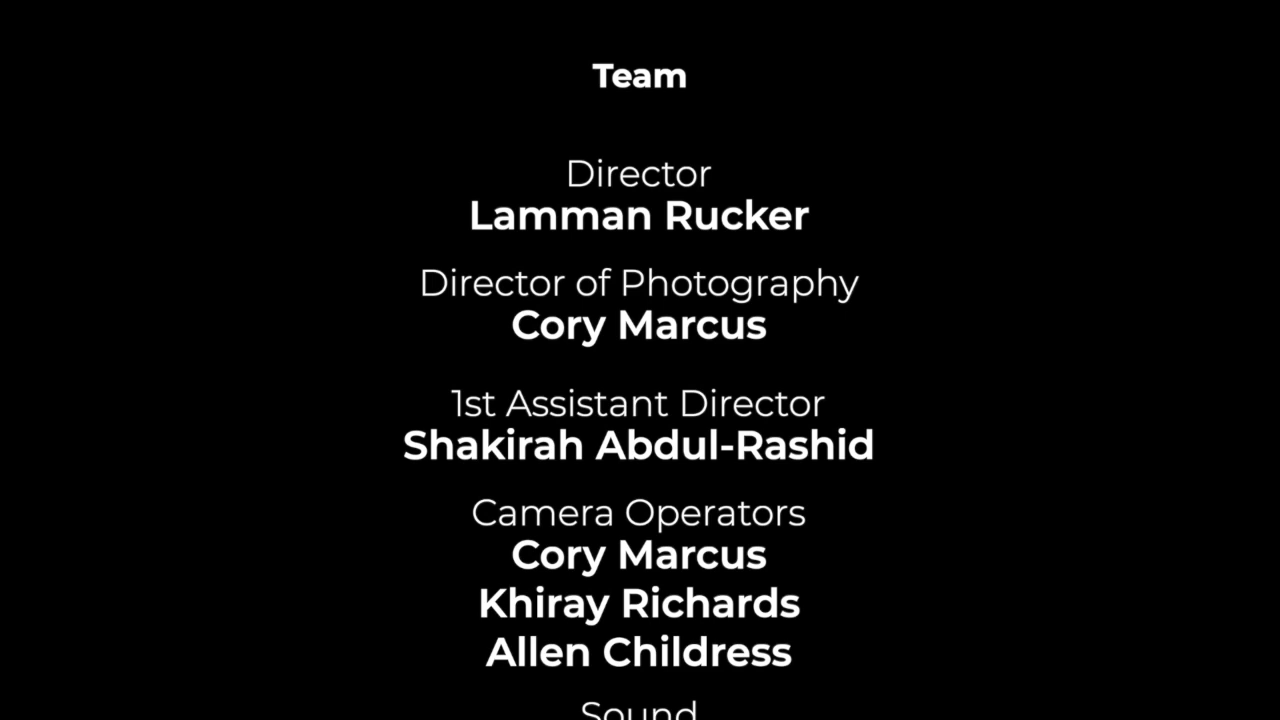 Team
Director
Lamman Rucker
Director of Photography
Cory Marcus
1st Assistant Director
Shakirah Abdul-Rashid
Camera Operators
Cory Marcus
Khiray Richards
Allen Childress
Sound